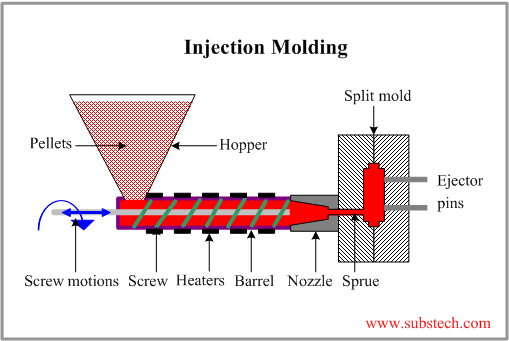 Injection Molding
Split mold
Pellets
Hopper
Ejector
pins
Screw motions
Screw
Heaters
Barrel
Nozzle
Sprue
www.substech.com